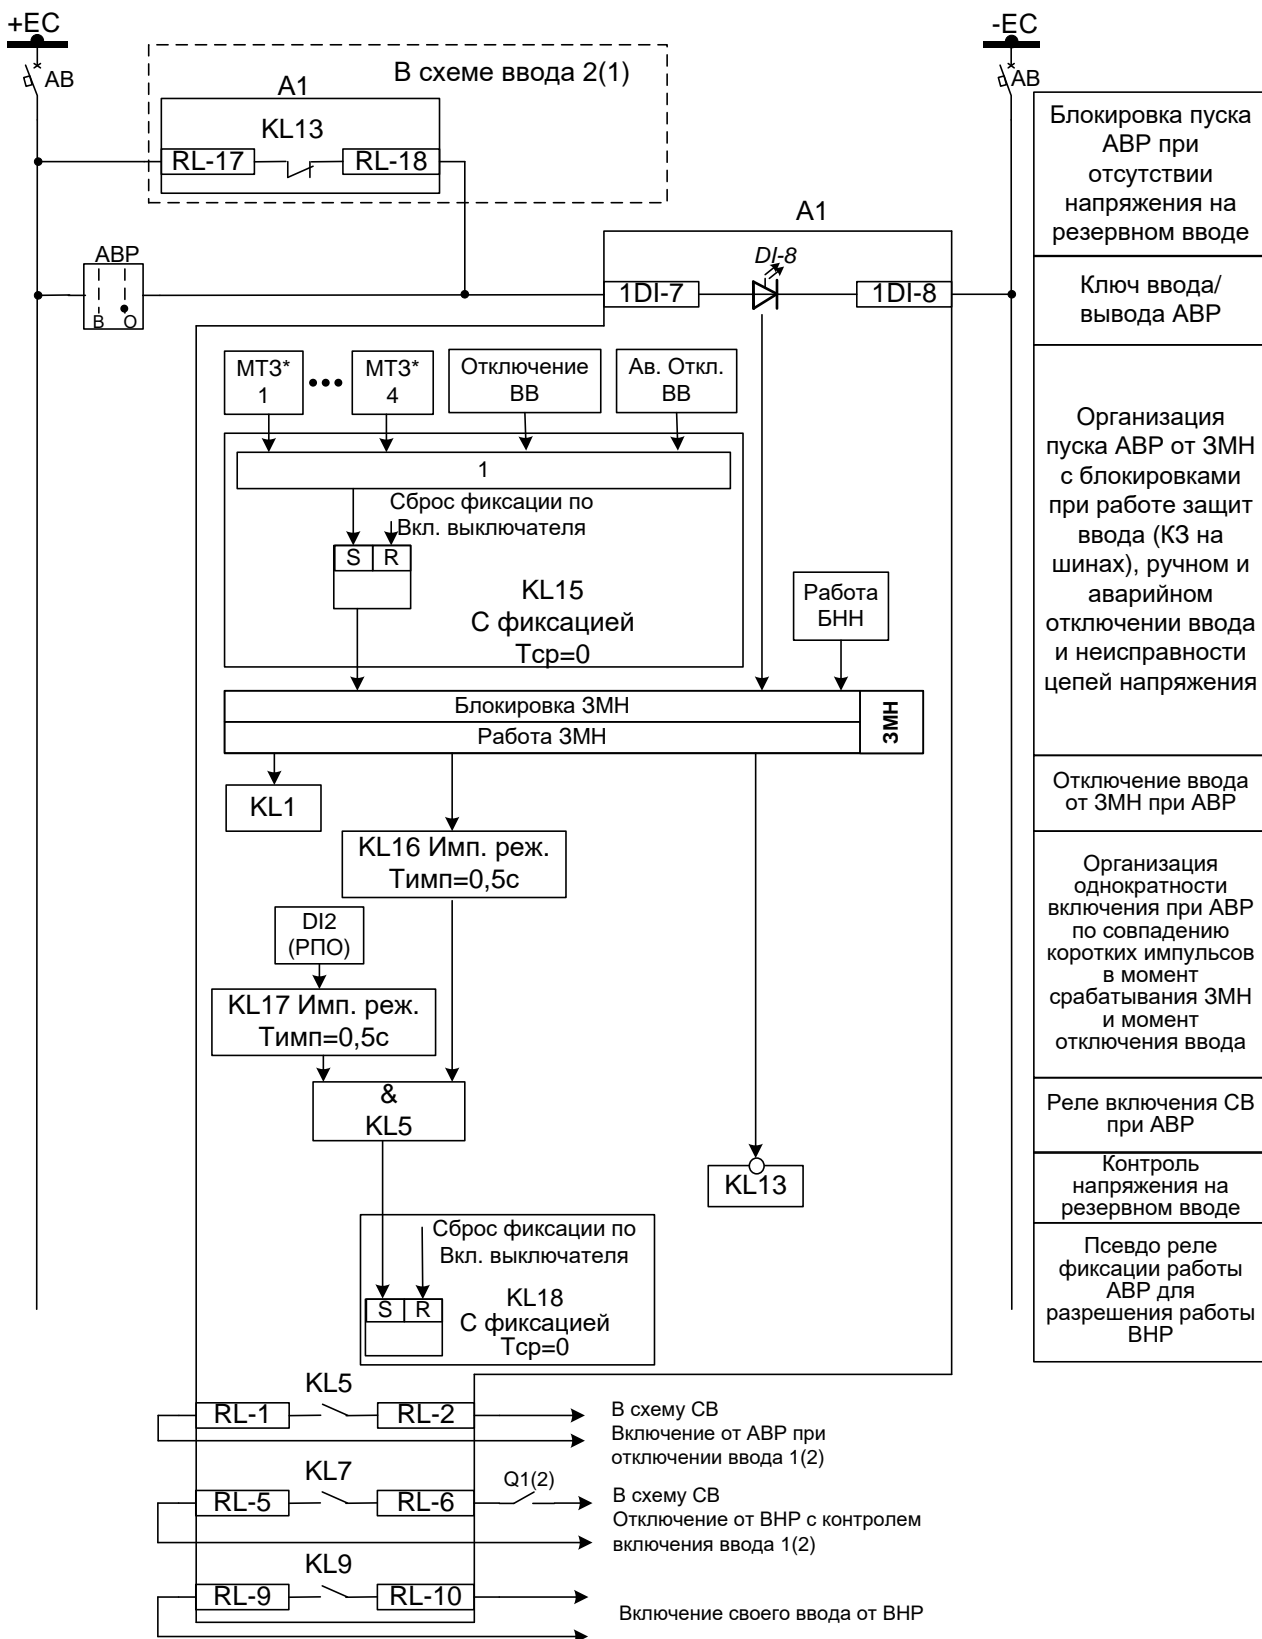 +EC
-EC
AB
В схеме ввода 2(1)
AB
A1
KL13
RL-17
RL-18
Блокировка пуска
АВР при
отсутствии
напряжения на
резервном вводе
A1
АВР
В О
DI-8
1DI-7
1DI-8
Ключ ввода/
вывода АВР
МТЗ*
1
МТЗ*
4
Отключение
ВВ
Ав. Откл.
ВВ
1
Сброс фиксации по
Вкл. выключателя
S R
KL15
С фиксацией
Тср=0
Работа
БНН
Организация
пуска АВР от ЗМН
с блокировками
при работе защит
ввода (КЗ на
шинах), ручном и
аварийном
отключении ввода
и неисправности
цепей напряжения
Блокировка ЗМН
Работа ЗМН
ЗМН
KL1
Отключение ввода
от ЗМН при АВР
KL16 Имп. реж.
Тимп=0,5с
DI2
(РПО)
KL17 Имп. реж.
Тимп=0,5с
Организация
однократности
включения при АВР
по совпадению
коротких импульсов
в момент
срабатывания ЗМН
и момент
отключения ввода
&
KL5
Реле включения СВ
при АВР
KL13
Контроль
напряжения на
резервном вводе
Сброс фиксации по
Вкл. выключателя
S R
KL18
С фиксацией
Тср=0
Псевдо реле
фиксации работы
АВР для
разрешения работы
ВНР
KL5
RL-1
RL-2
В схему СВ
Включение от АВР при
отключении ввода 1(2)
KL7
RL-5
RL-6
Q1(2)
В схему СВ
Отключение от ВНР с контролем
включения ввода 1(2)
KL9
RL-9
RL-10
Включение своего ввода от ВНР